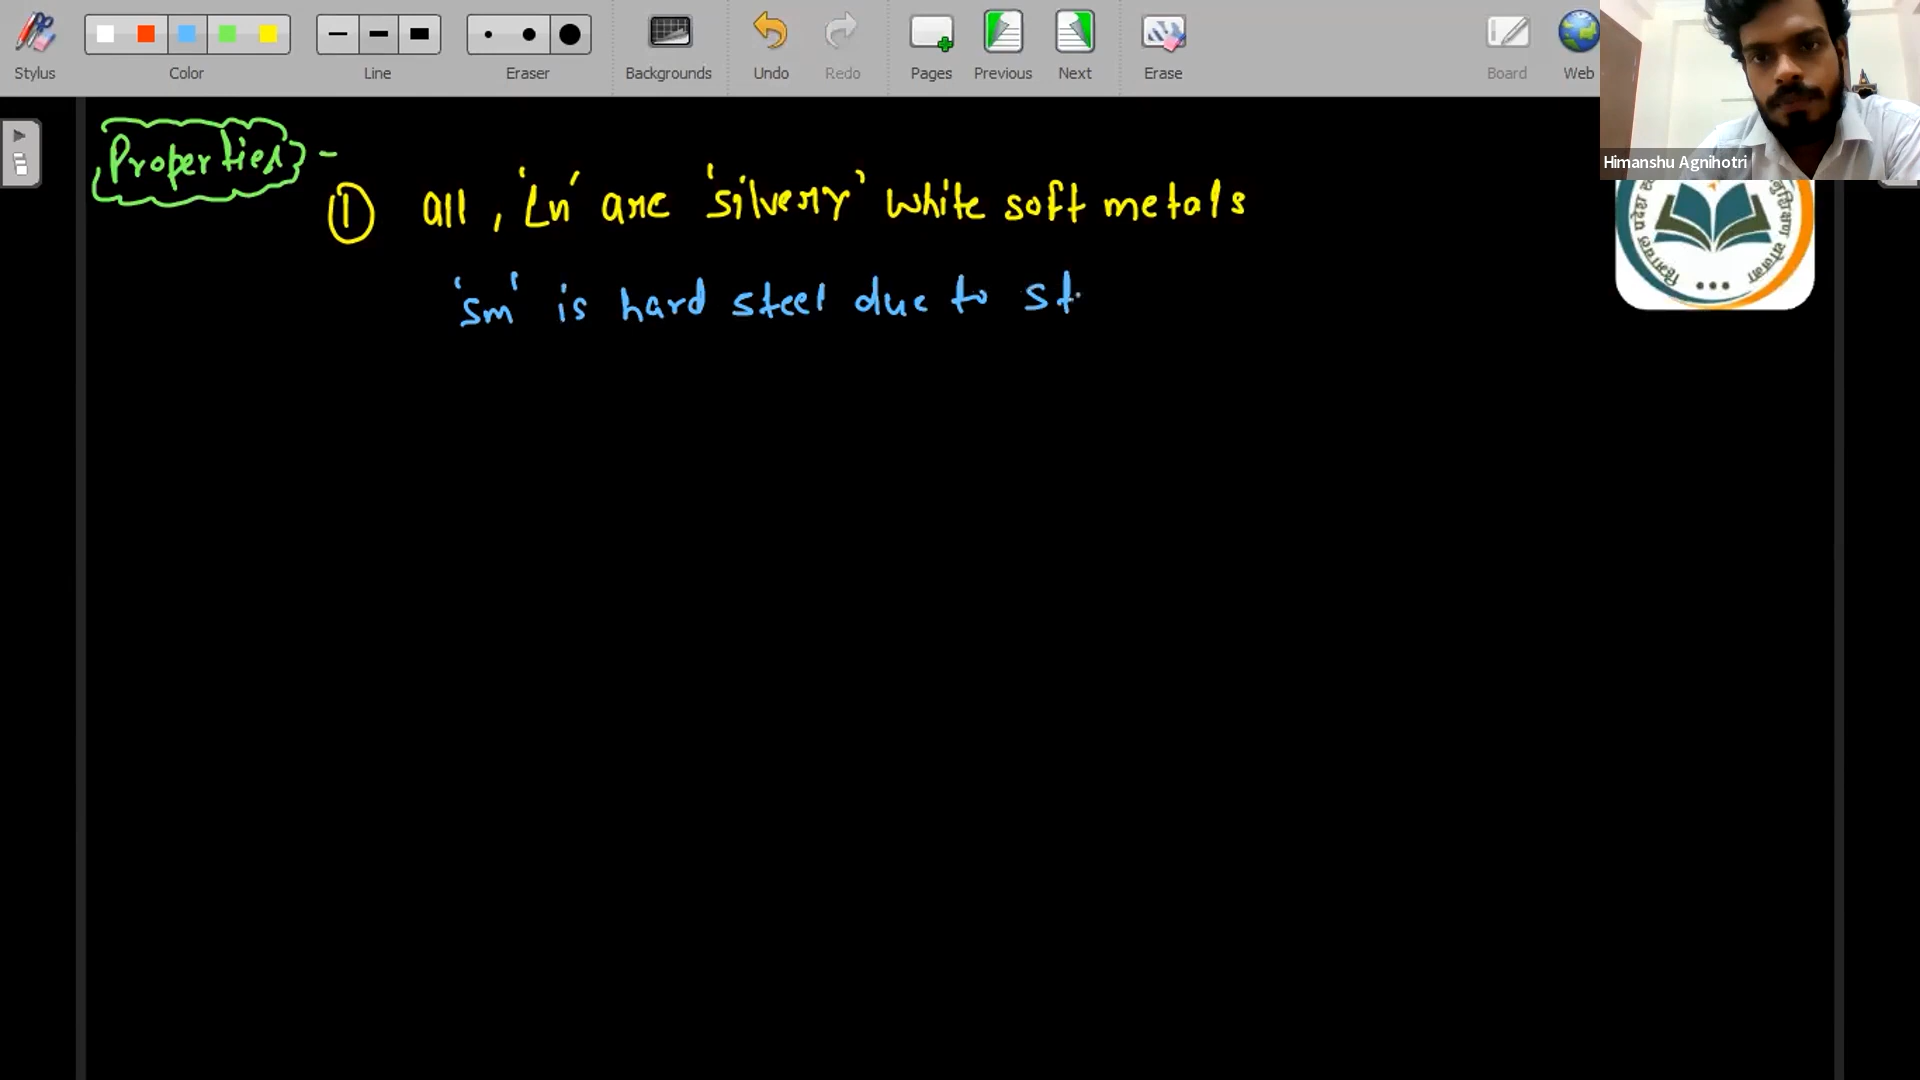 Stylus
Color
Line
Eraser
Backgrounds
Undo
Redo
Pages
Previous
Next
Erase
Board
Web
Himanshu Agnihotri
Properties -
① all, 'Ln' are 'silvery' white soft metals
'sm' is hard steel due to st